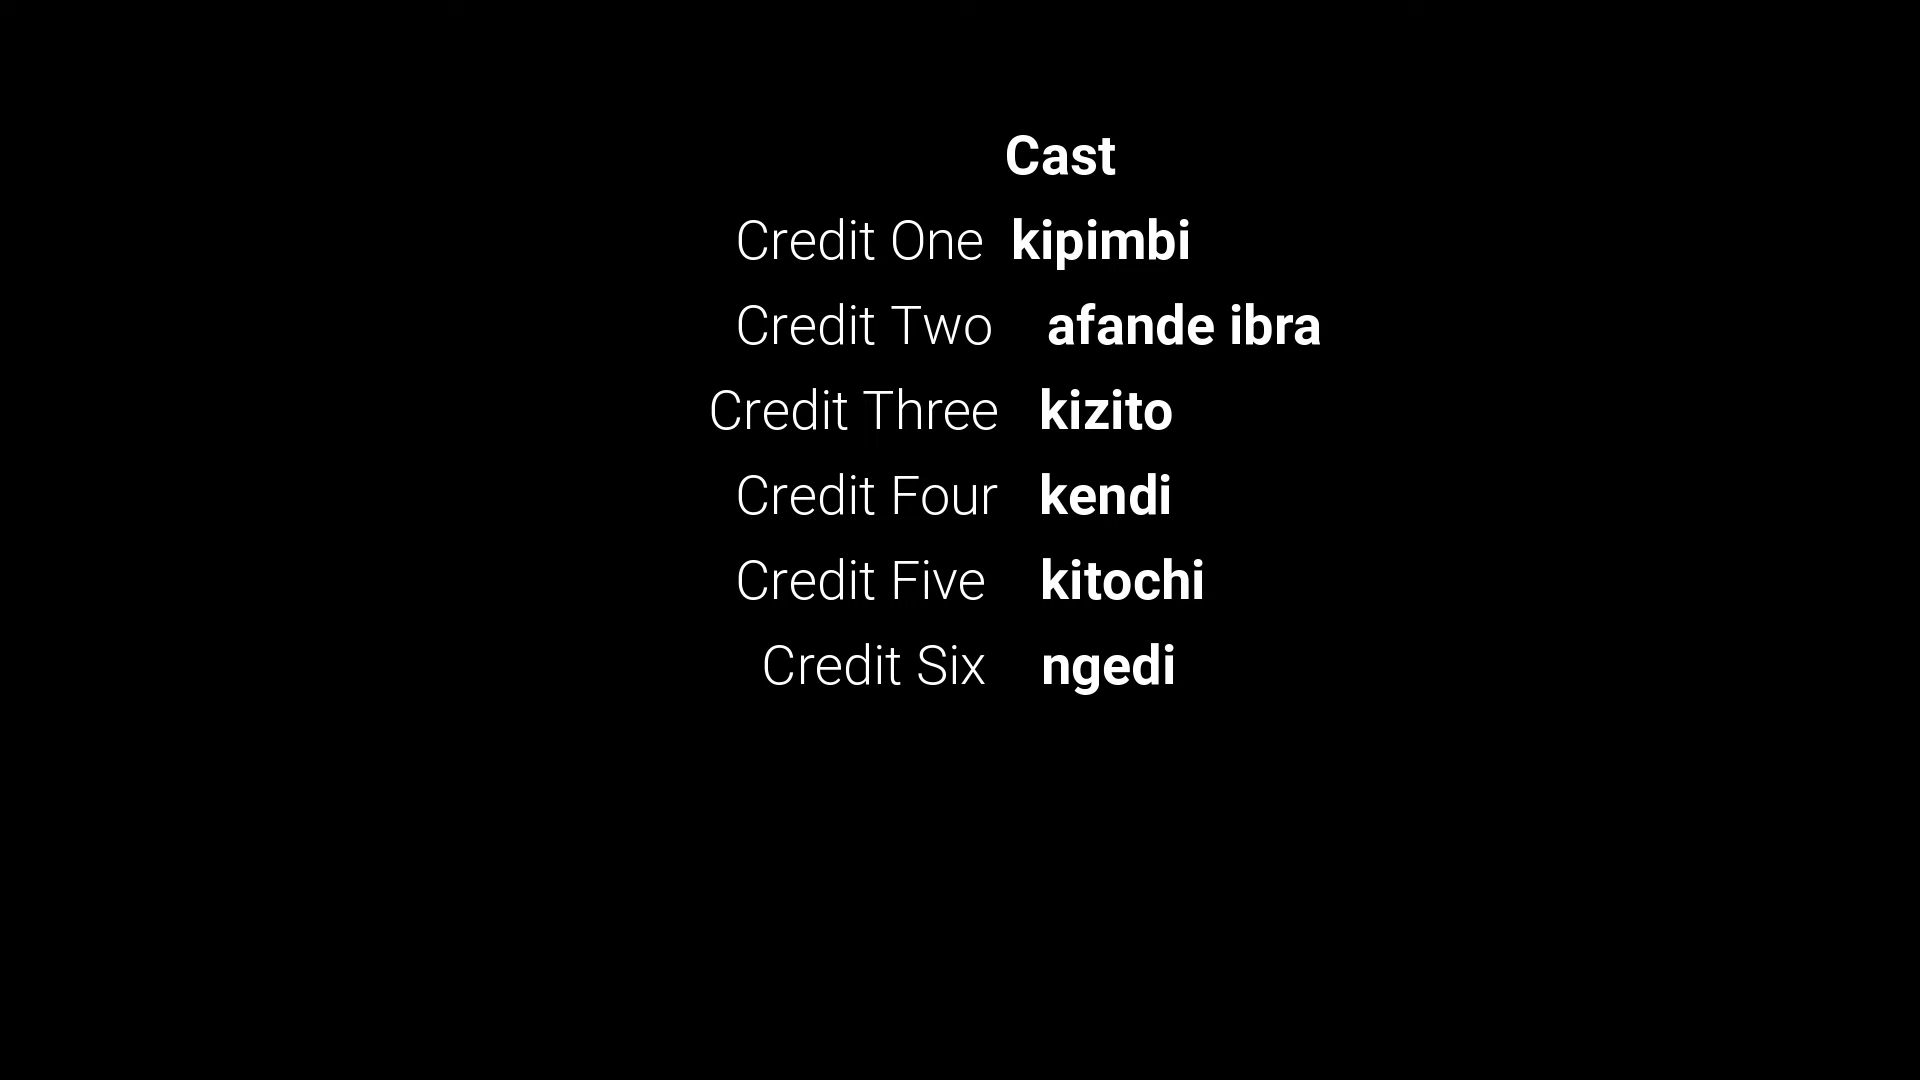 Cast
Credit One kipimbi
Credit Two afande ibra
Credit Three kizito
Credit Four kendi
Credit Five kitochi
Credit Six ngedi